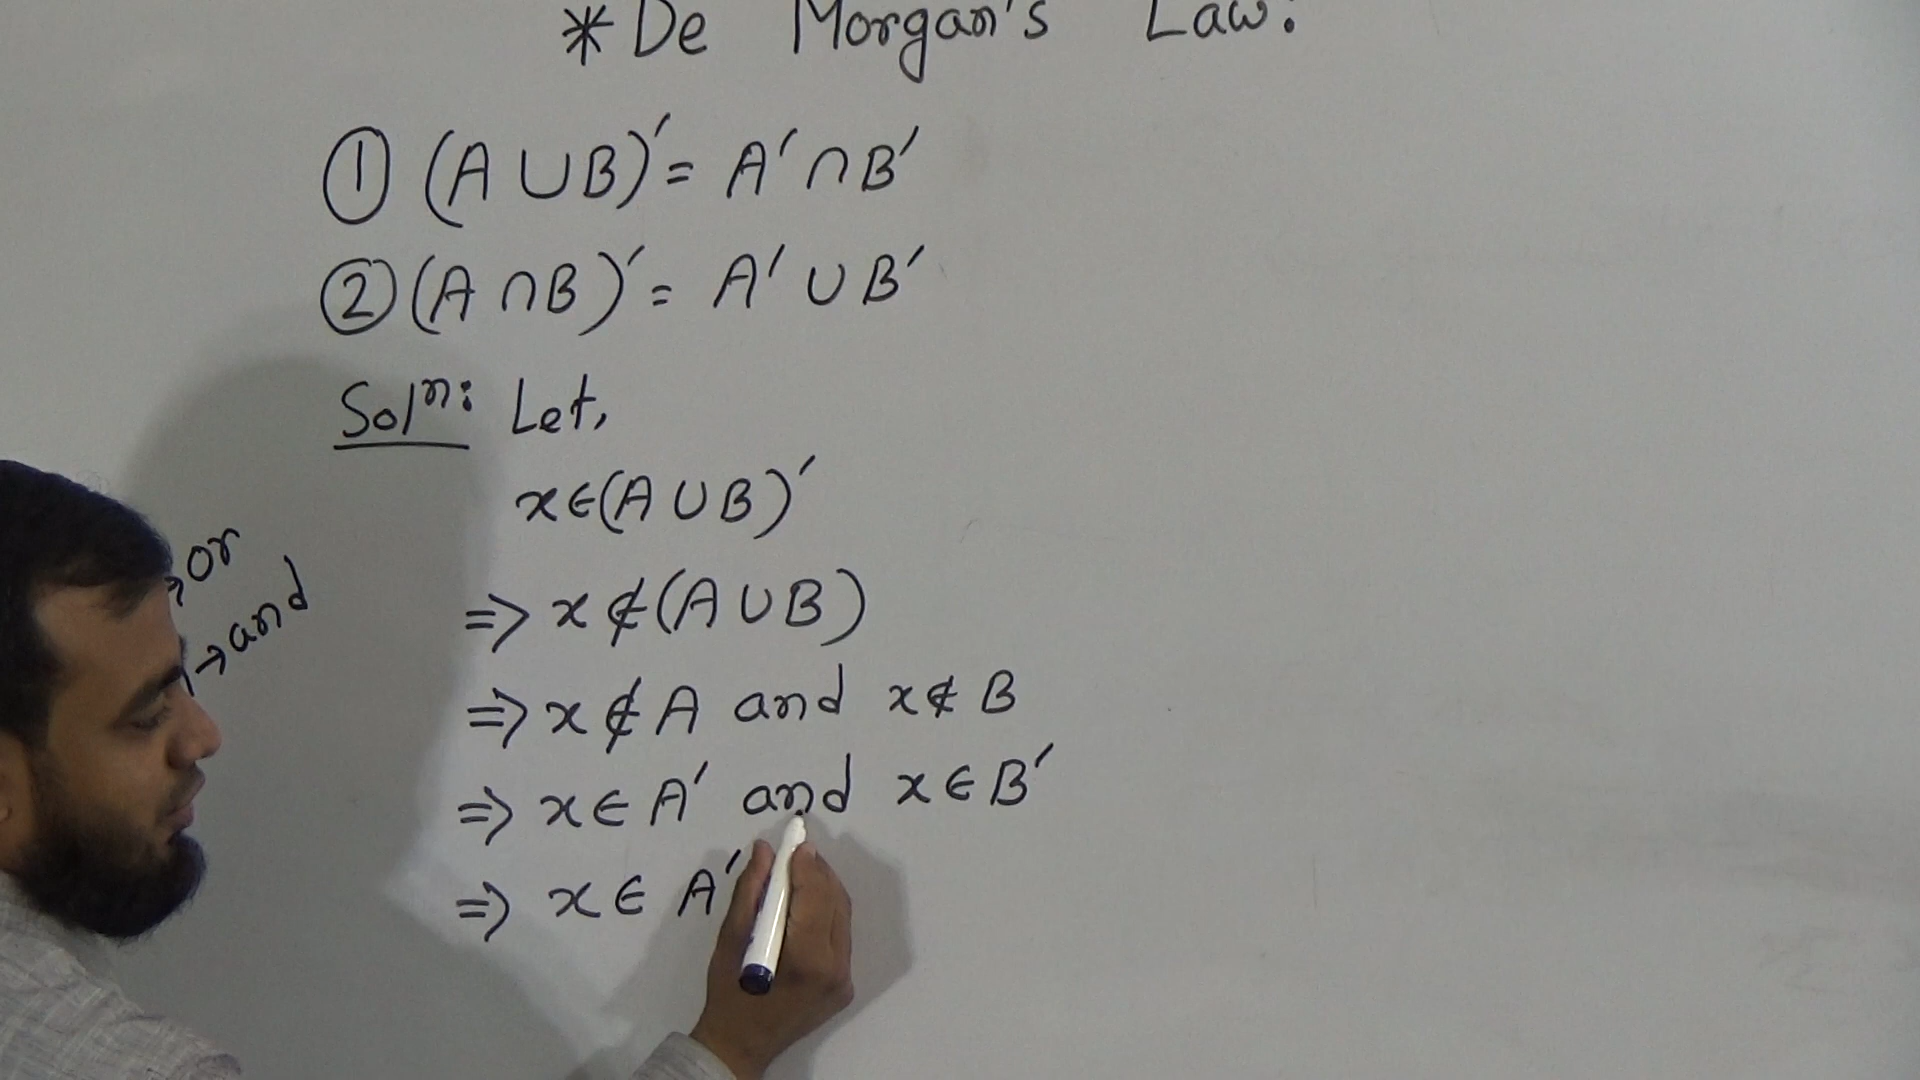 * De Morgan's Law:
① (A ∪ B)′ = A′ ∩ B′
② (A ∩ B)′ = A′ ∪ B′
Solⁿ: Let,
x ∈ (A ∪ B)′
→ or
→ and
⇒ x ∉ (A ∪ B)
⇒ x ∉ A and x ∉ B
⇒ x ∈ A′ and x ∈ B′
⇒ x ∈ A′